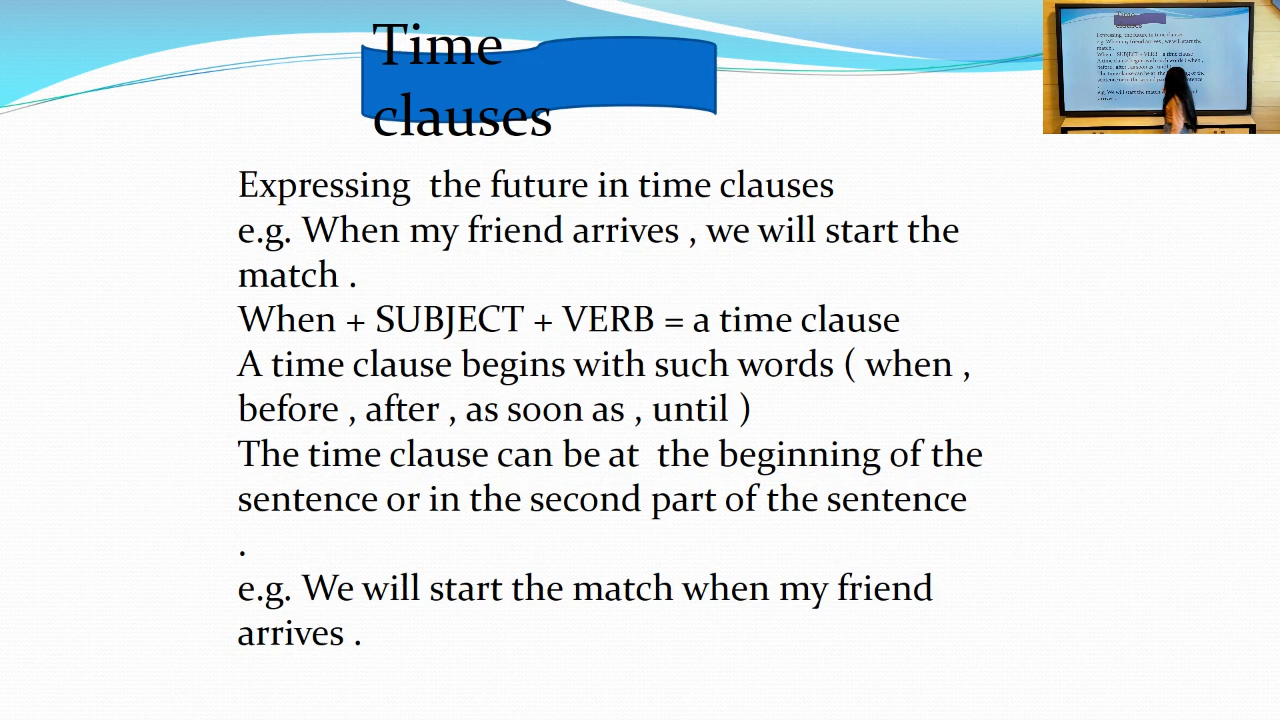 Time
clauses
Expressing  the future in time clauses
e.g. When my friend arrives , we will start the
match .
When + SUBJECT + VERB = a time clause
A time clause begins with such words ( when ,
before , after , as soon as , until )
The time clause can be at  the beginning of the
sentence or in the second part of the sentence
.
e.g. We will start the match when my friend
arrives .